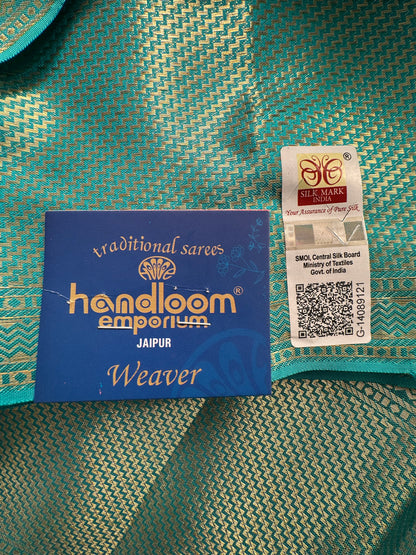 traditional sarees
handloom®
emporium
JAIPUR
Weaver
®
SILK MARK
INDIA
Your Assurance of Pure Silk
SMOI, Central Silk Board
Ministry of Textiles
Govt. of India
G-14089121